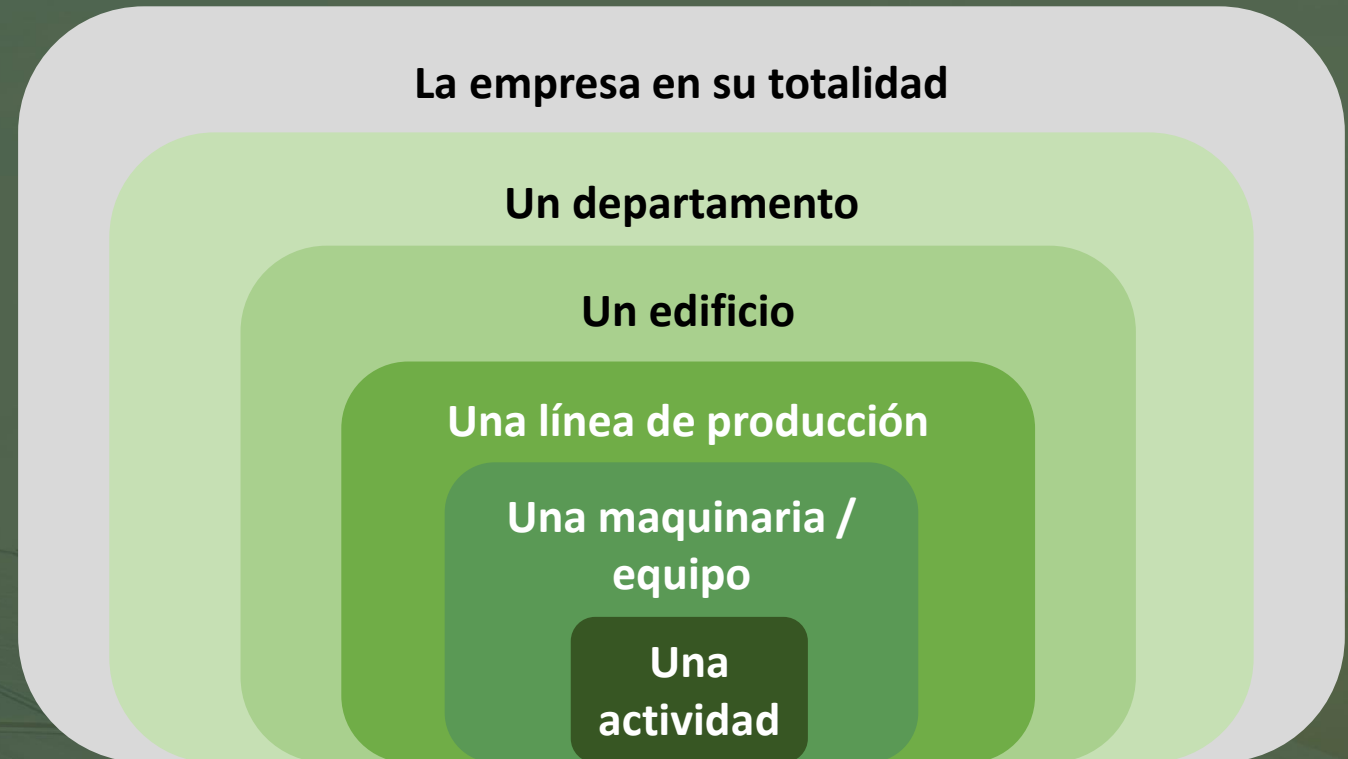 La empresa en su totalidad
Un departamento
Un edificio
Una línea de producción
Una maquinaria /
equipo
Una
actividad